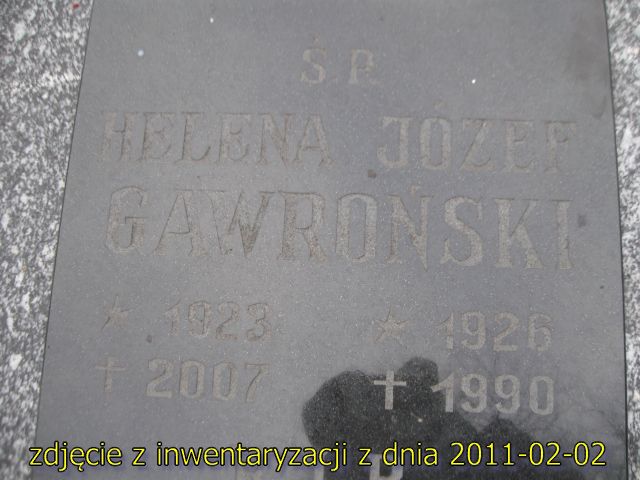 Ś.P.
HELENA JÓZEF
GAWROŃSKI
★ 1923 ★ 1926
† 2007 † 1990
zdjęcie z inwentaryzacji z dnia 2011-02-02